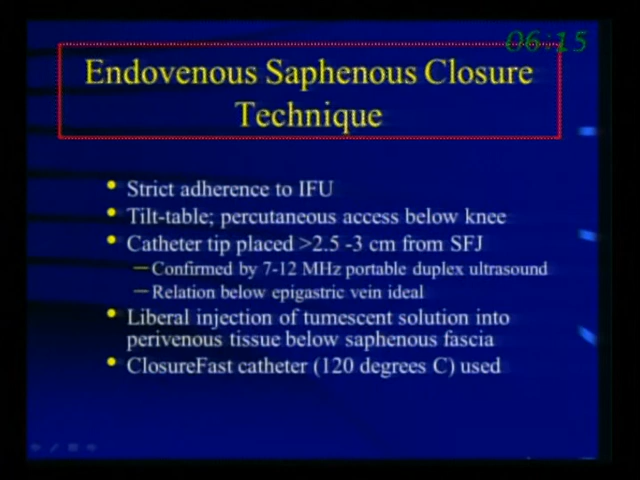 06:15
Endovenous Saphenous Closure
Technique
• Strict adherence to IFU
• Tilt-table; percutaneous access below knee
• Catheter tip placed >2.5 -3 cm from SFJ
—Confirmed by 7-12 MHz portable duplex ultrasound
—Relation below epigastric vein ideal
• Liberal injection of tumescent solution into
perivenous tissue below saphenous fascia
• ClosureFast catheter (120 degrees C) used